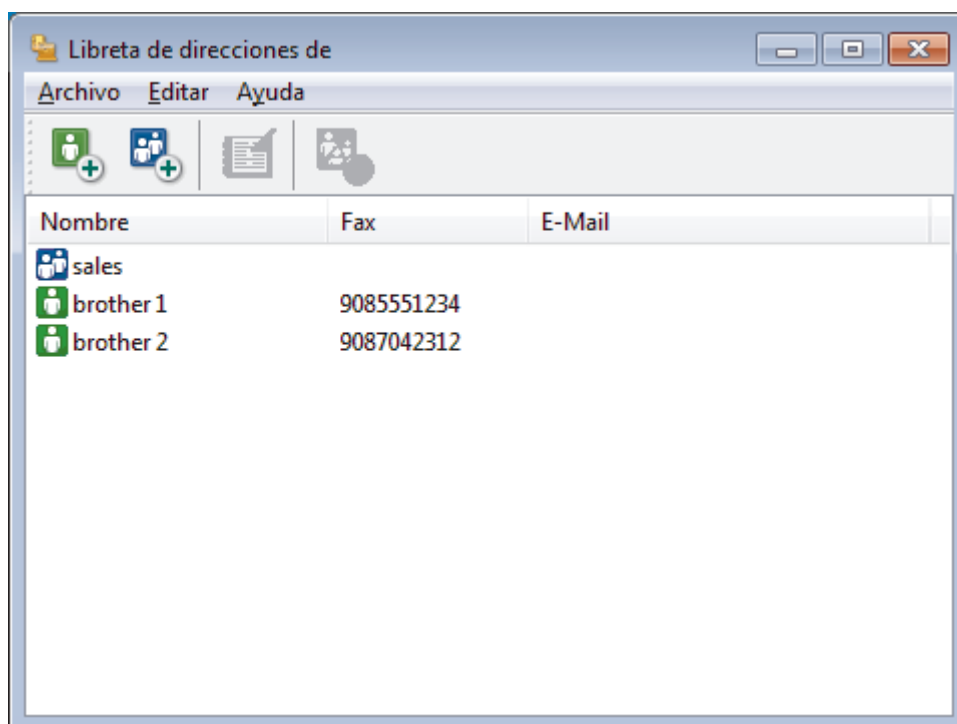 Libreta de direcciones de
Archivo Editar Ayuda
Nombre Fax E-Mail
sales
brother 1 9085551234
brother 2 9087042312